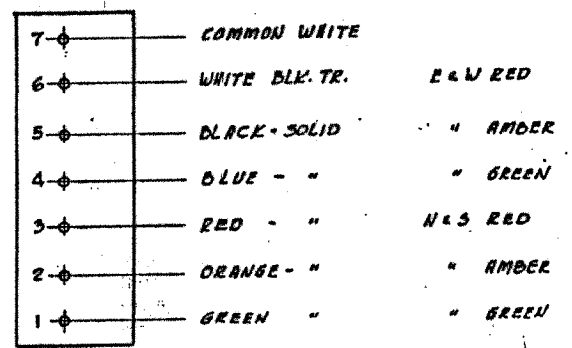 7 COMMON WHITE
6 WHITE BLK. TR. E & W RED
5 BLACK - SOLID " AMBER
4 BLUE - " " GREEN
3 RED - " N & S RED
2 ORANGE - " " AMBER
1 GREEN " " GREEN